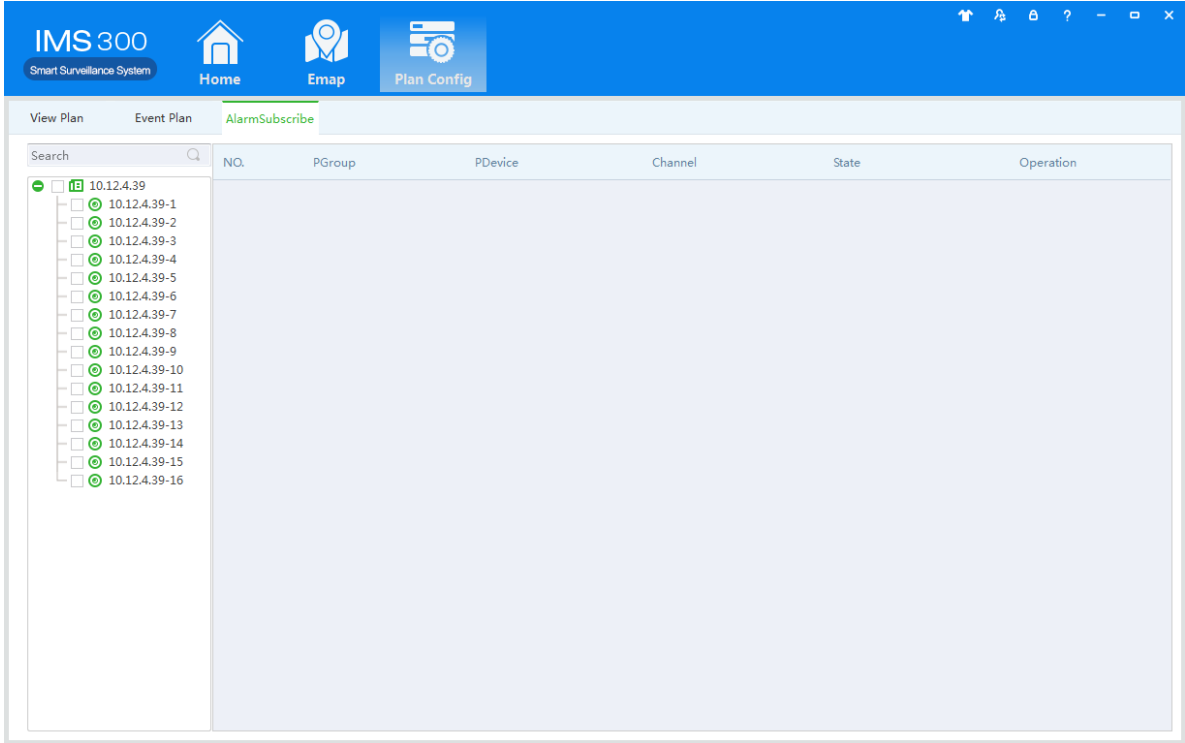 IMS 300
Smart Surveillance System
Home
Emap
Plan Config
?
View Plan Event Plan AlarmSubscribe
Search
NO. PGroup PDevice Channel State Operation
10.12.4.39
10.12.4.39-1
10.12.4.39-2
10.12.4.39-3
10.12.4.39-4
10.12.4.39-5
10.12.4.39-6
10.12.4.39-7
10.12.4.39-8
10.12.4.39-9
10.12.4.39-10
10.12.4.39-11
10.12.4.39-12
10.12.4.39-13
10.12.4.39-14
10.12.4.39-15
10.12.4.39-16